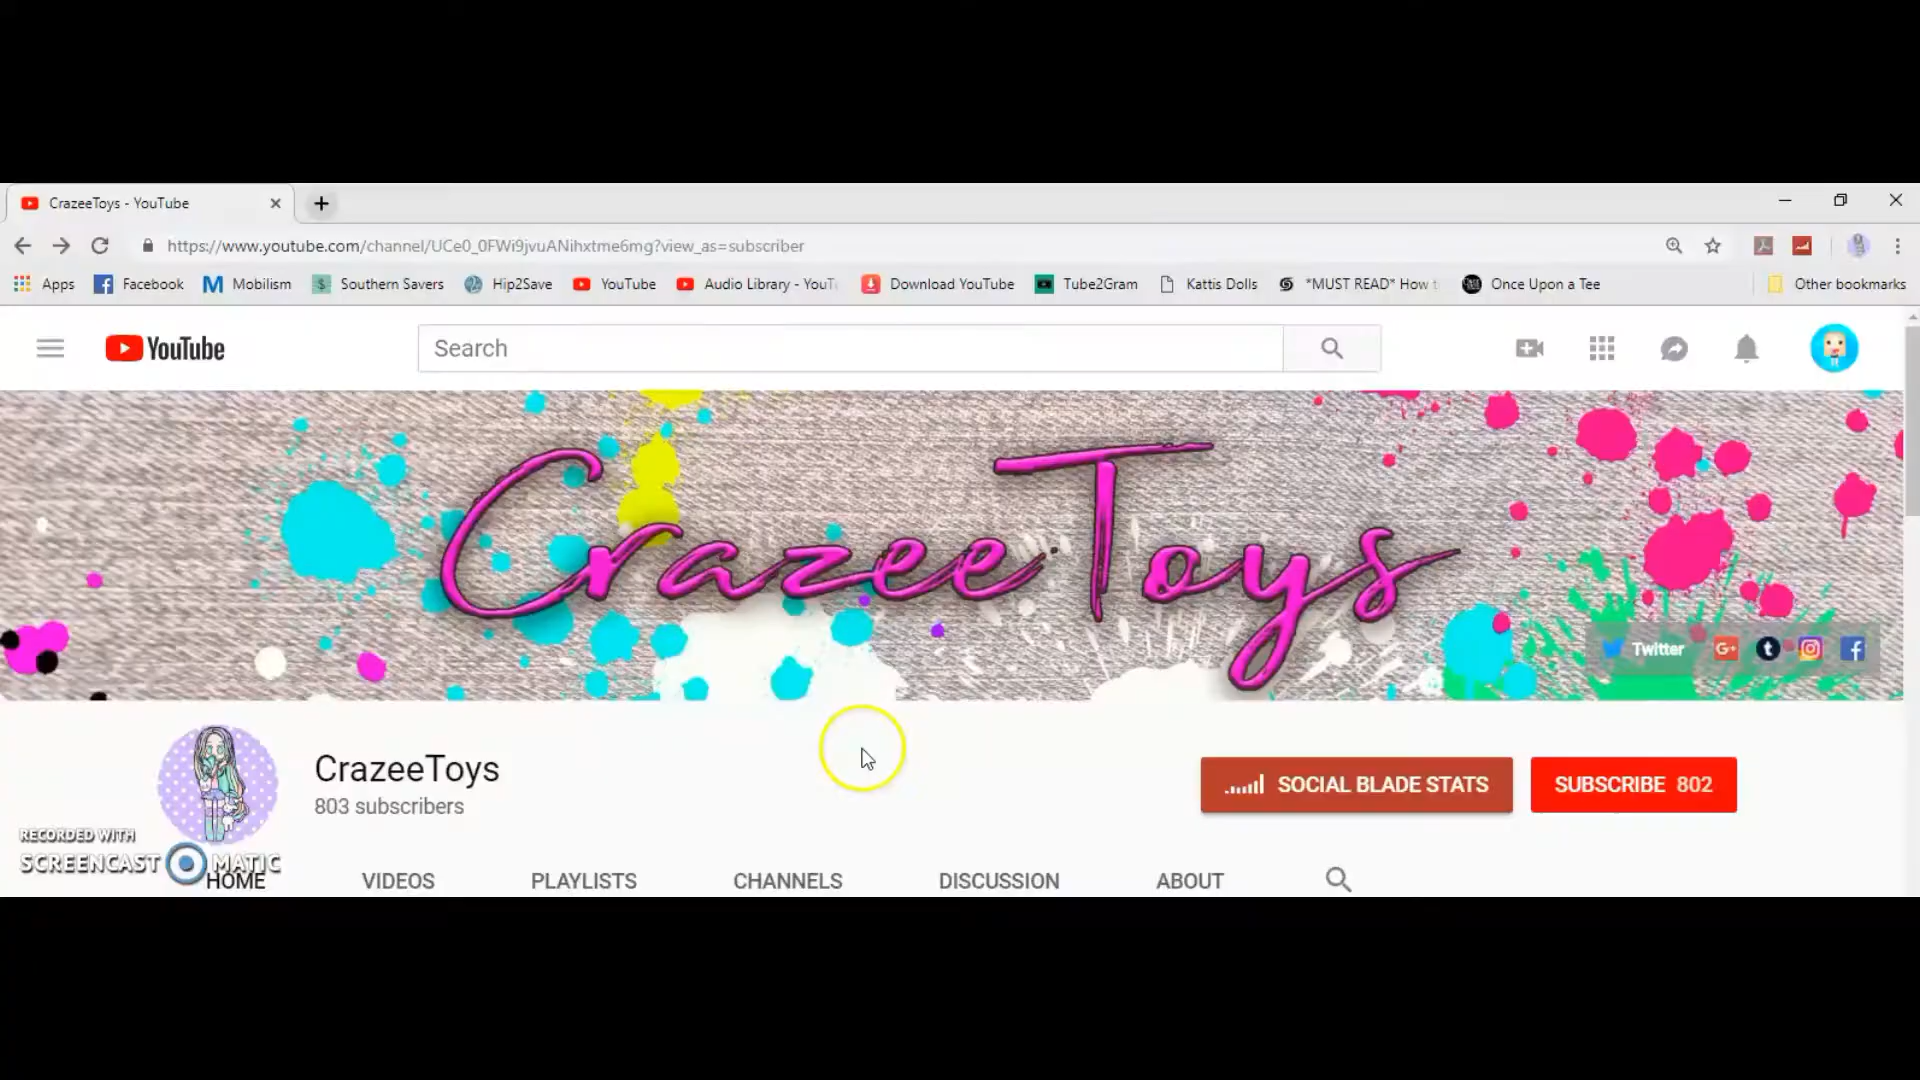 CrazeeToys - YouTube
https://www.youtube.com/channel/UCe0_0FWi9jvuANihxtme6mg?view_as=subscriber
Apps Facebook Mobilism Southern Savers Hip2Save YouTube Audio Library - YouT Download YouTube Tube2Gram Kattis Dolls *MUST READ* How t Once Upon a Tee Other bookmarks
YouTube Search
Crazee Toys
Twitter G+ t
CrazeeToys
803 subscribers
SOCIAL BLADE STATS
SUBSCRIBE 802
RECORDED WITH
SCREENCAST MATIC
HOME VIDEOS PLAYLISTS CHANNELS DISCUSSION ABOUT